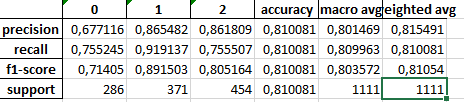 0 1 2 accuracy macro avg eighted avg
precision 0,677116 0,865482 0,861809 0,810081 0,801469 0,815491
recall 0,755245 0,919137 0,755507 0,810081 0,809963 0,810081
f1-score 0,71405 0,891503 0,805164 0,810081 0,803572 0,81054
support 286 371 454 0,810081 1111 1111